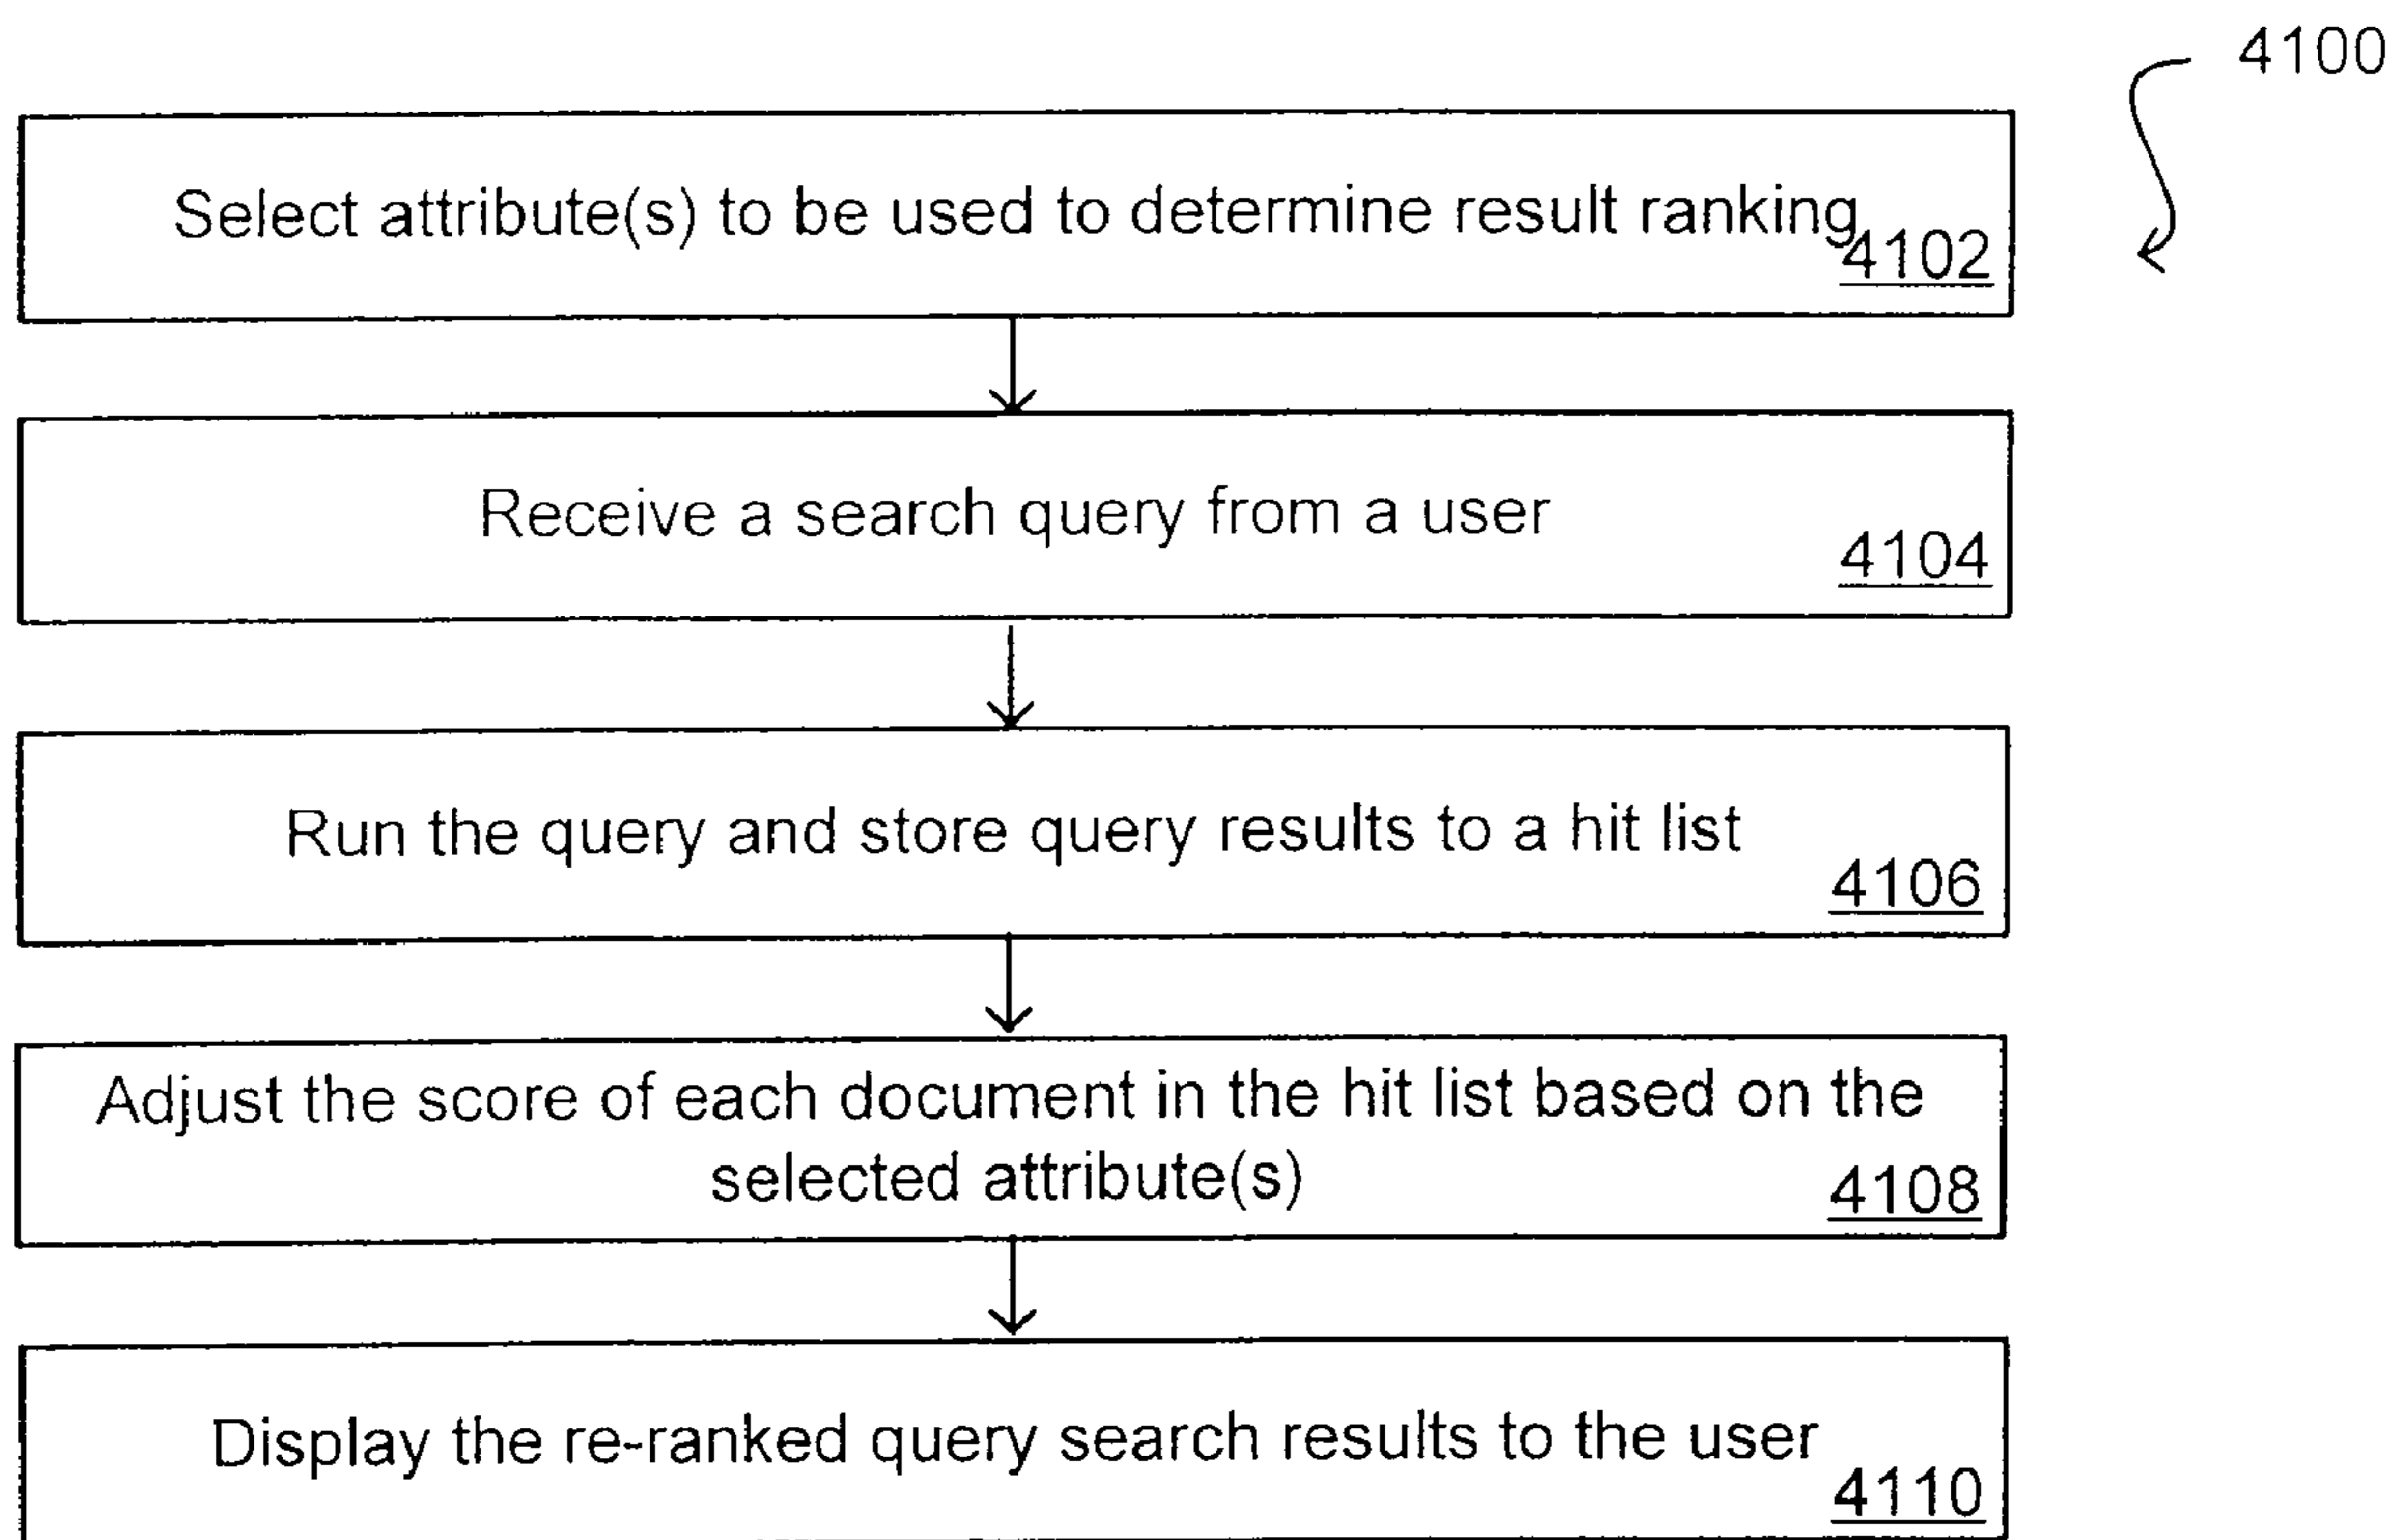 4100
Select attribute(s) to be used to determine result ranking
4102
Receive a search query from a user
4104
Run the query and store query results to a hit list
4106
Adjust the score of each document in the hit list based on the
selected attribute(s)
4108
Display the re-ranked query search results to the user
4110